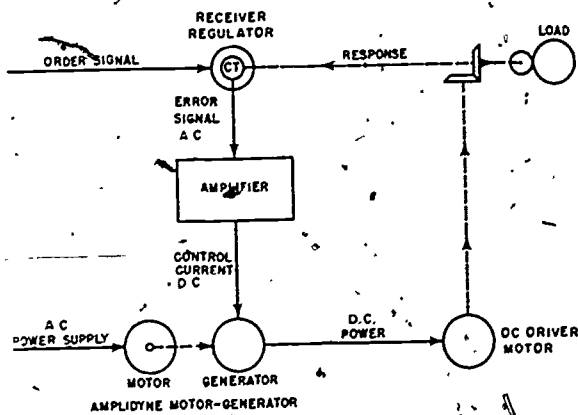 RECEIVER
REGULATOR
LOAD
ORDER SIGNAL
CT
RESPONSE
ERROR
SIGNAL
A C
AMPLIFIER
CONTROL
CURRENT
D C
A C
POWER SUPPLY
D.C.
POWER
DC DRIVER
MOTOR
MOTOR
GENERATOR
AMPLIDYNE MOTOR-GENERATOR